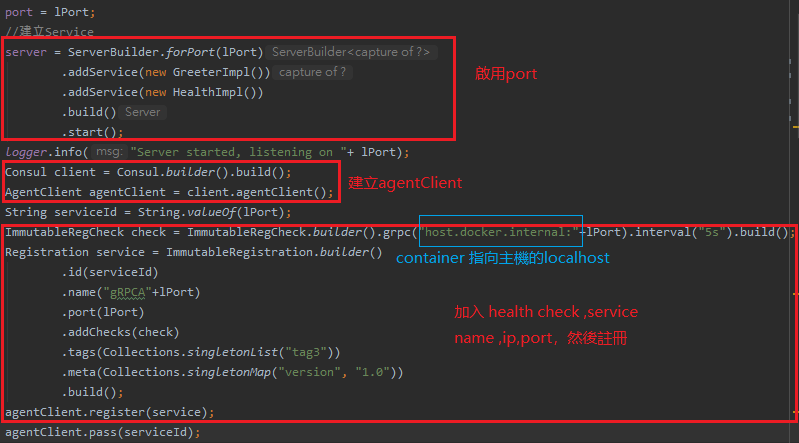 port = lPort;
//建立Service
server = ServerBuilder.forPort(lPort) ServerBuilder<capture of ?>
.addService(new GreeterImpl()) capture of ?
.addService(new HealthImpl())
.build() Server
.start();
啟用port
logger.info( msg: "Server started, listening on "+ lPort);
Consul client = Consul.builder().build();
AgentClient agentClient = client.agentClient();
建立agentClient
String serviceId = String.valueOf(lPort);
ImmutableRegCheck check = ImmutableRegCheck.builder().grpc("host.docker.internal:"+lPort).interval("5s").build();
Registration service = ImmutableRegistration.builder()
container 指向主機的localhost
.id(serviceId)
.name("gRPCA"+lPort)
.port(lPort)
.addChecks(check)
.tags(Collections.singletonList("tag3"))
.meta(Collections.singletonMap("version", "1.0"))
.build();
加入 health check ,service
name ,ip,port，然後註冊
agentClient.register(service);
agentClient.pass(serviceId);